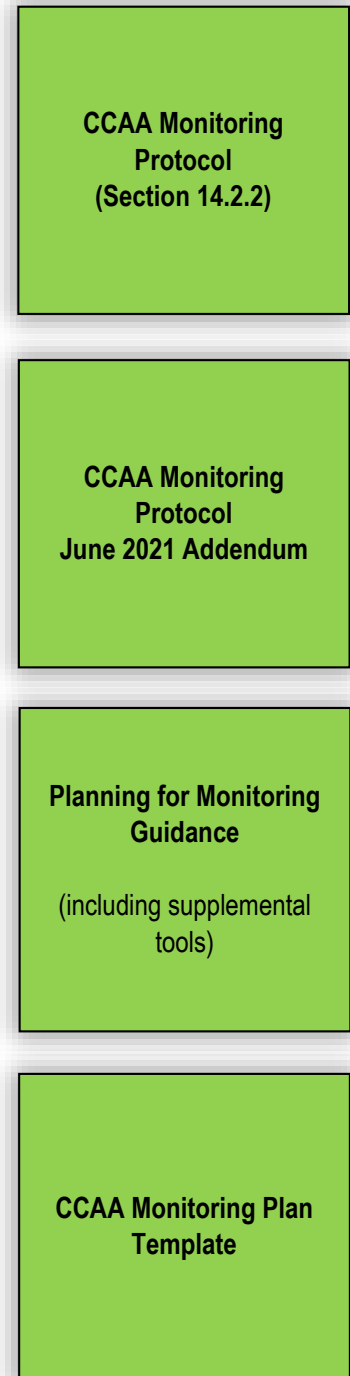 CCAA Monitoring
Protocol
(Section 14.2.2)
CCAA Monitoring
Protocol
June 2021 Addendum
Planning for Monitoring
Guidance
(including supplemental
tools)
CCAA Monitoring Plan
Template